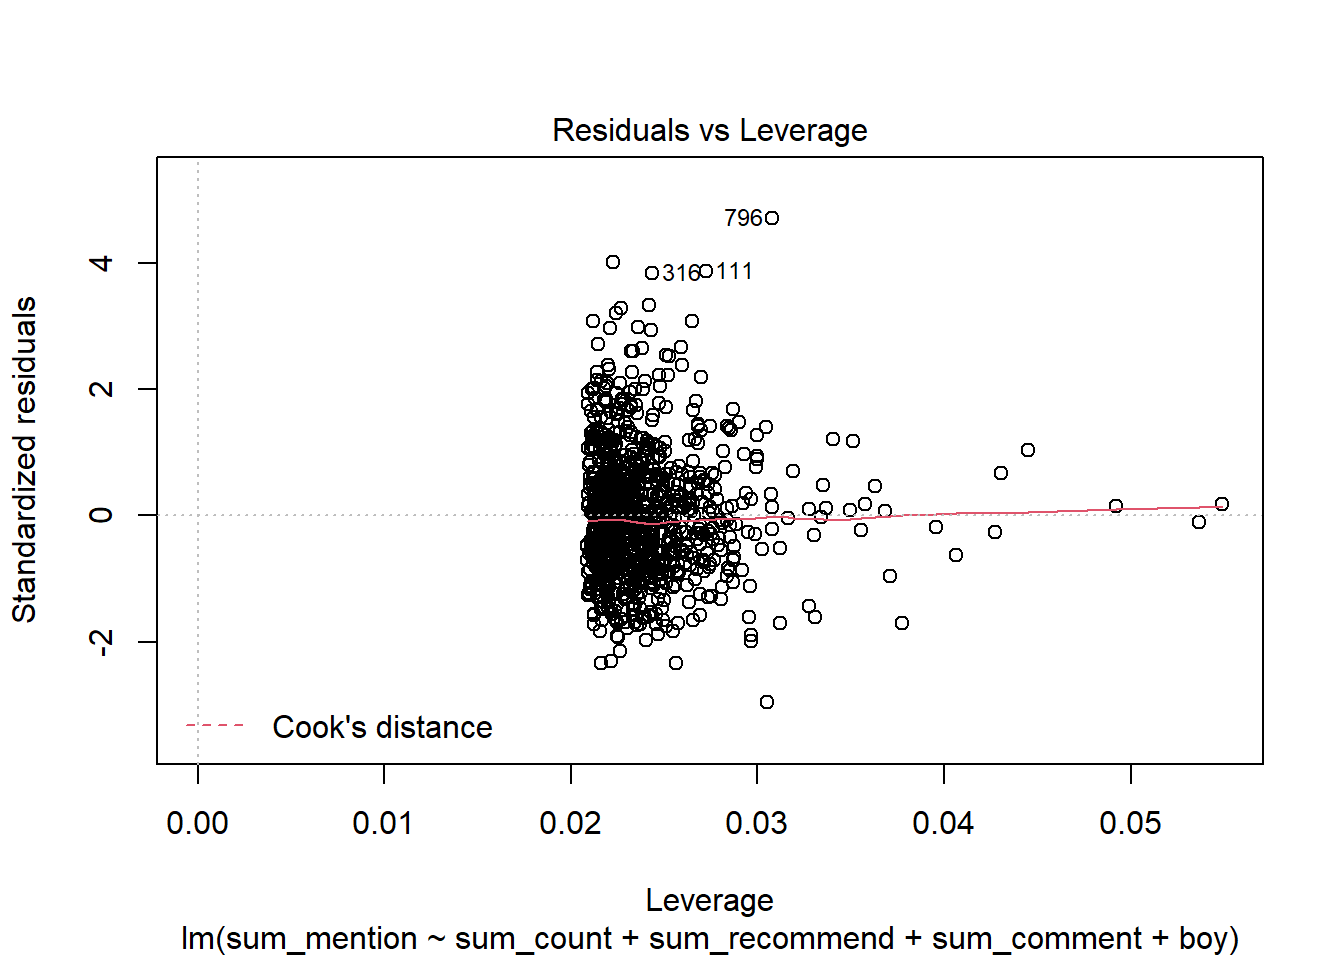 Residuals vs Leverage
Standardized residuals
4
2
0
-2
796
316
111
Cook's distance
0.00 0.01 0.02 0.03 0.04 0.05
Leverage
lm(sum_mention ~ sum_count + sum_recommend + sum_comment + boy)